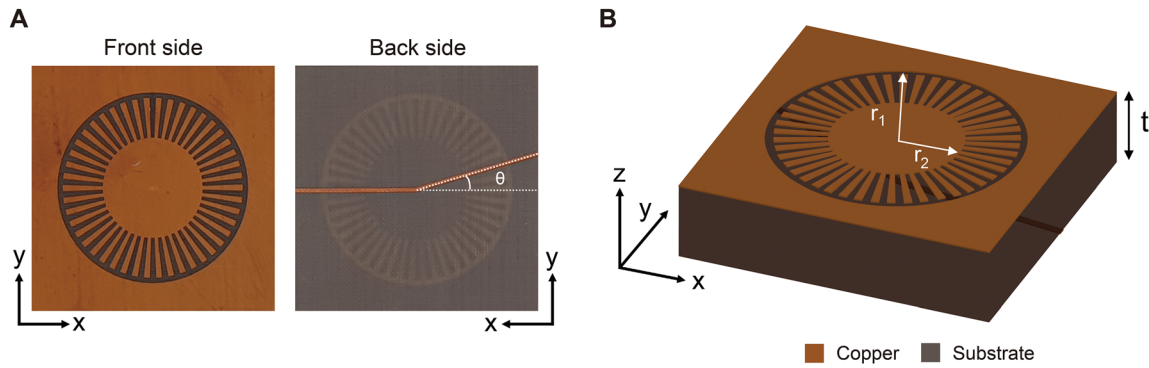 A
B
Front side
Back side
θ
y
x
y
x
r1
r2
t
z
y
x
Copper
Substrate